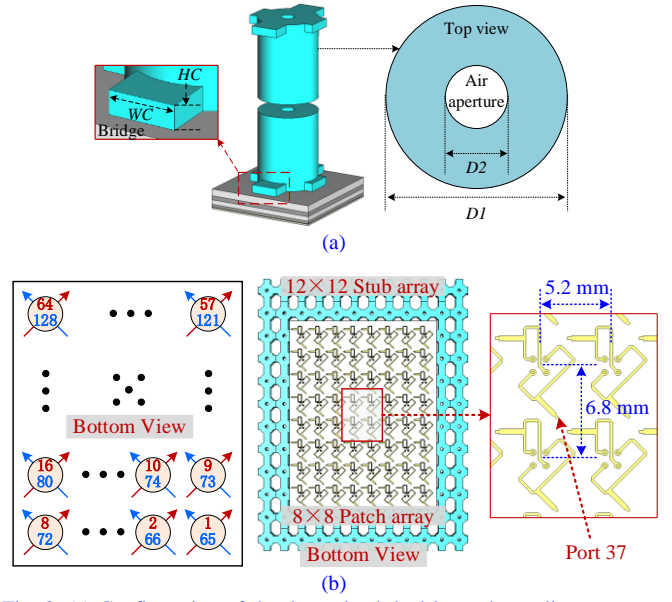 Top view
HC
WC
Bridge
Air
aperture
D2
D1
(a)
64
128
57
121
Bottom View
16
80
10
74
9
73
8
72
2
66
1
65
12×12 Stub array
8×8 Patch array
Bottom View
5.2 mm
6.8 mm
Port 37
(b)